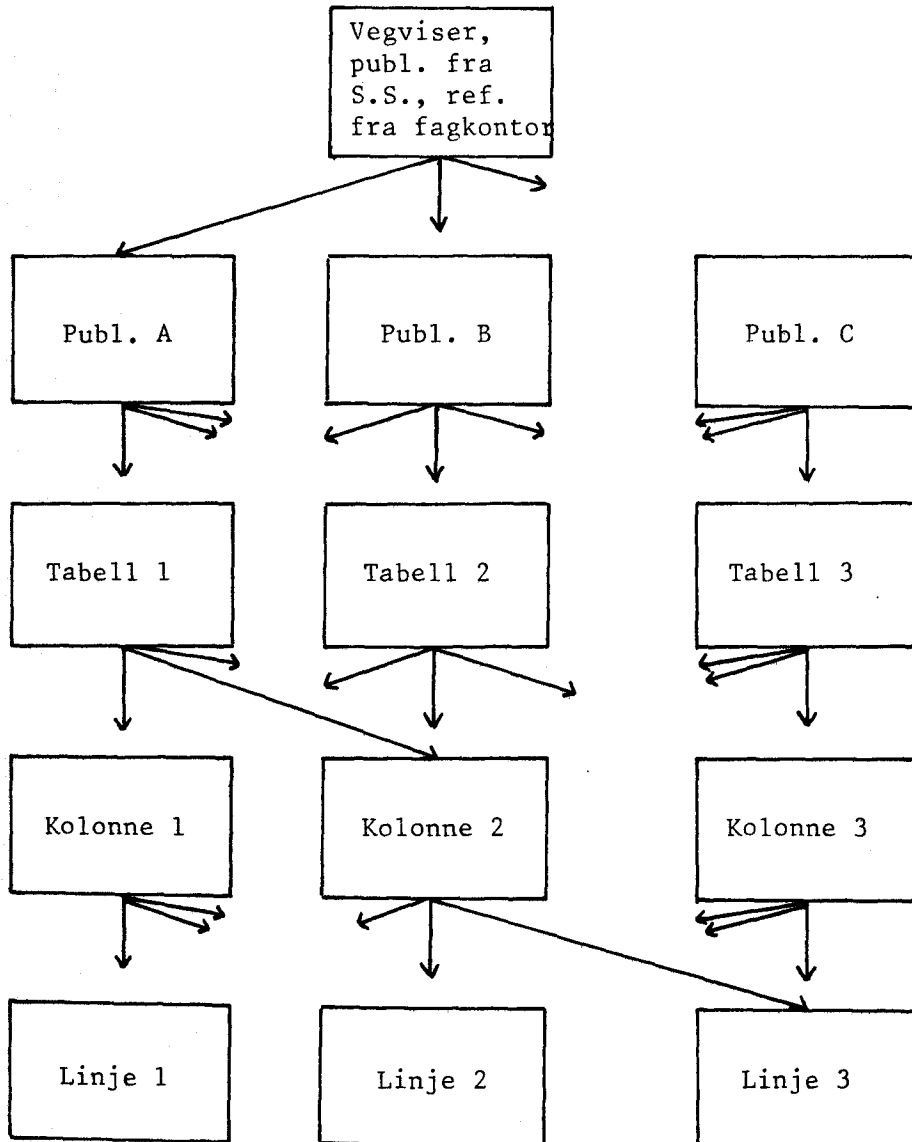 Vegviser,
publ. fra
S.S., ref.
fra fagkontor
Publ. A
Publ. B
Publ. C
Tabell 1
Tabell 2
Tabell 3
Kolonne 1
Kolonne 2
Kolonne 3
Linje 1
Linje 2
Linje 3